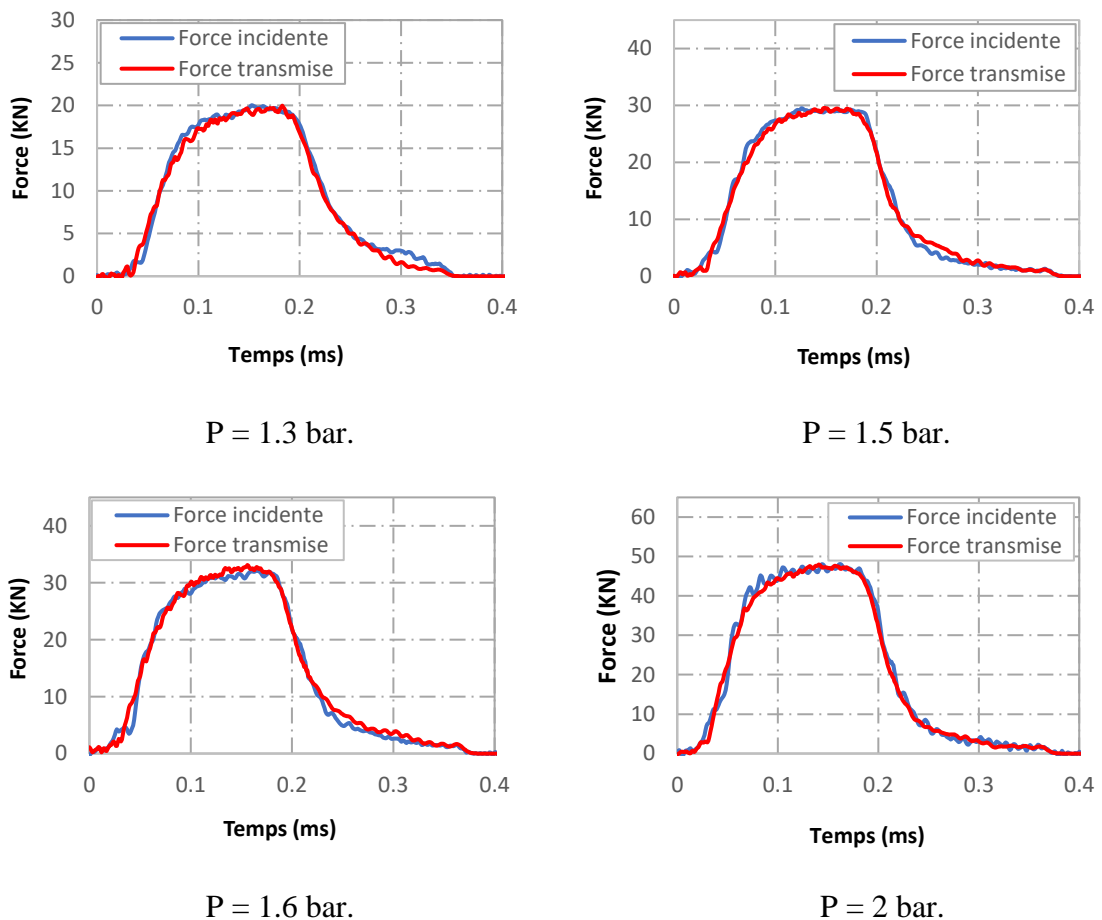 30
25
20
15
10
5
0
Force (KN)
Force incidente
Force transmise
0 0.1 0.2 0.3 0.4
Temps (ms)
P = 1.3 bar.
40
30
20
10
0
Force (KN)
Force incidente
Force transmise
0 0.1 0.2 0.3 0.4
Temps (ms)
P = 1.5 bar.
40
30
20
10
0
Force (KN)
Force incidente
Force transmise
0 0.1 0.2 0.3 0.4
Temps (ms)
P = 1.6 bar.
60
50
40
30
20
10
0
Force (KN)
Force incidente
Force transmise
0 0.1 0.2 0.3 0.4
Temps (ms)
P = 2 bar.